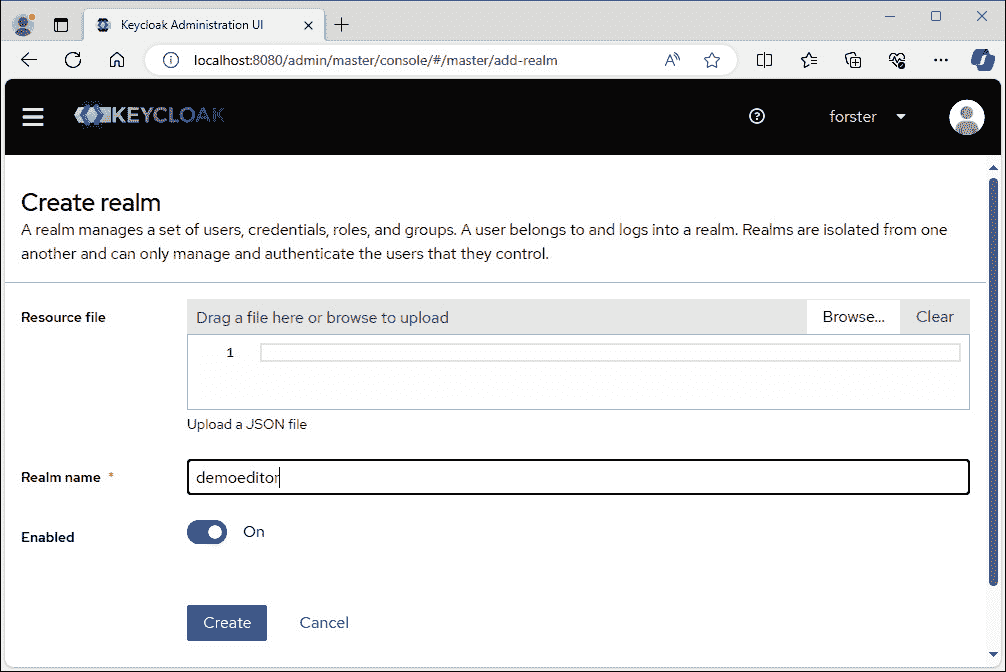 Keycloak Administration UI
localhost:8080/admin/master/console/#/master/add-realm
KEYCLOAK
forster
Create realm
A realm manages a set of users, credentials, roles, and groups. A user belongs to and logs into a realm. Realms are isolated from one
another and can only manage and authenticate the users that they control.
Resource file
Drag a file here or browse to upload
Browse...
Clear
1
Upload a JSON file
Realm name *
demoeditor
Enabled
On
Create
Cancel